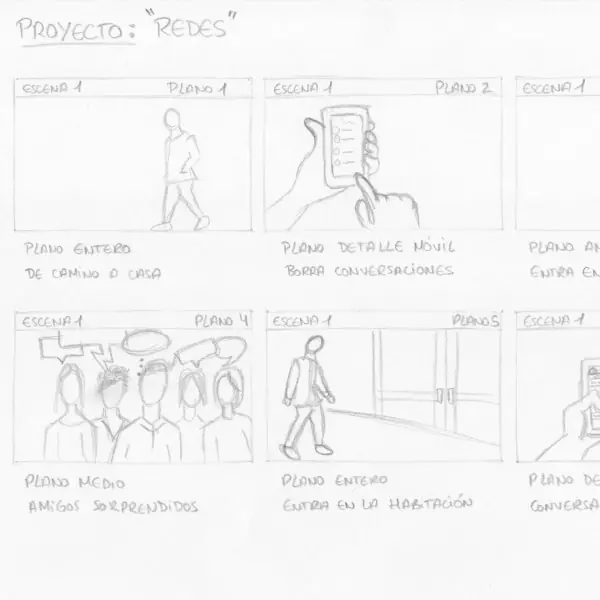 PROYECTO: "REDES"
ESCENA 1 PLANO 1
PLANO ENTERO
DE CAMINO A CASA
ESCENA 1 PLANO 2
PLANO DETALLE MÓVIL
BORRA CONVERSACIONES
ESCENA 1
PLANO AN
ENTRA EN
ESCENA 1 PLANO 4
PLANO MEDIO
AMIGOS SORPRENDIDOS
ESCENA 1 PLANO 5
PLANO ENTERO
ENTRA EN LA HABITACIÓN
ESCENA 1
PLANO DE
CONVERSA